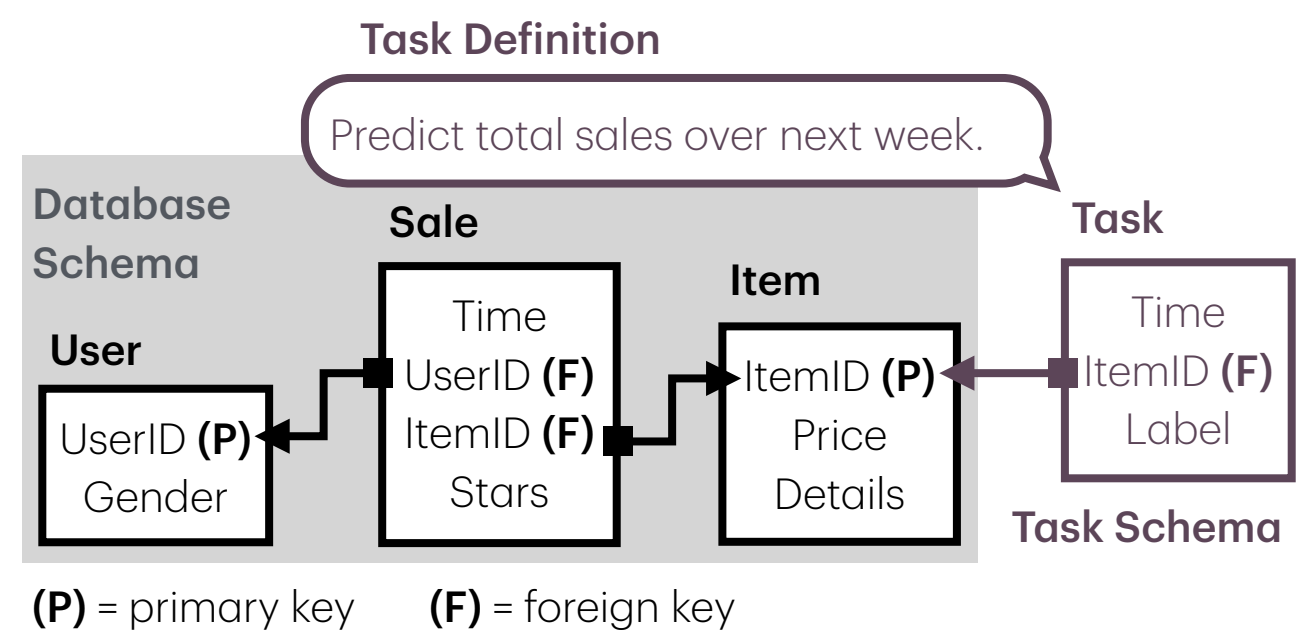 Task Definition
Predict total sales over next week.
Database
Schema
User
UserID (P)
Gender
Sale
Time
UserID (F)
ItemID (F)
Stars
Item
ItemID (P)
Price
Details
Task
Time
ItemID (F)
Label
Task Schema
(P) = primary key
(F) = foreign key